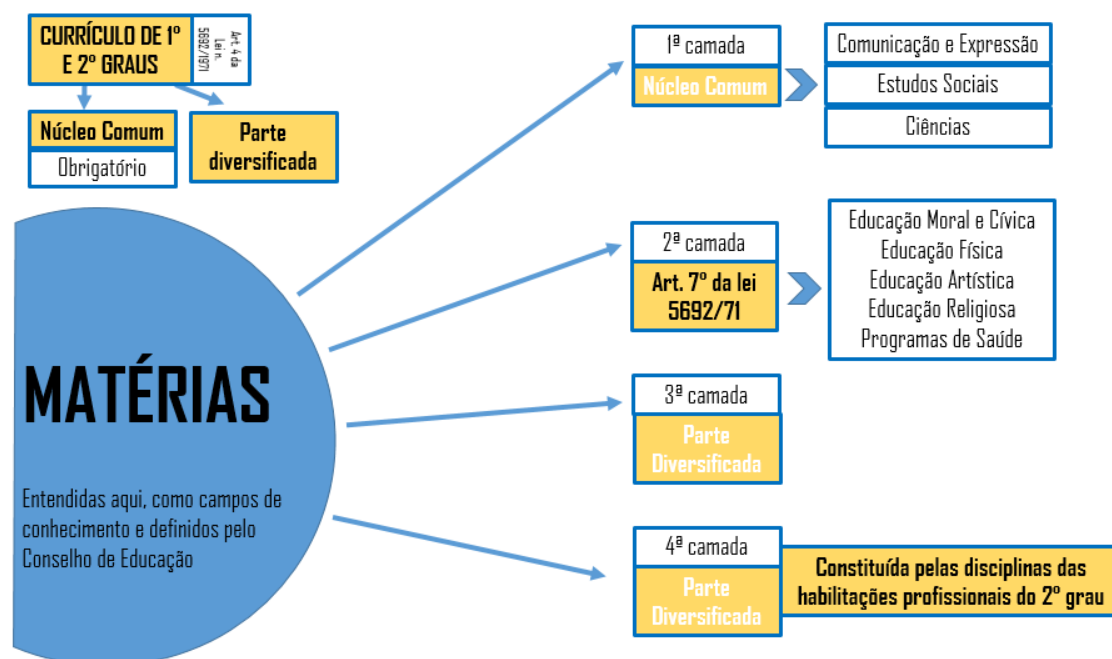 CURRÍCULO DE 1º
E 2º GRAUS
Art. 4 da
Lei n.
5692/1971
Núcleo Comum
Obrigatório
Parte
diversificada
MATÉRIAS
Entendidas aqui, como campos de
conhecimento e definidos pelo
Conselho de Educação
1ª camada
Núcleo Comum
Comunicação e Expressão
Estudos Sociais
Ciências
2ª camada
Art. 7º da lei
5692/71
Educação Moral e Cívica
Educação Física
Educação Artística
Educação Religiosa
Programas de Saúde
3ª camada
Parte
Diversificada
4ª camada
Parte
Diversificada
Constituída pelas disciplinas das
habilitações profissionais do 2º grau